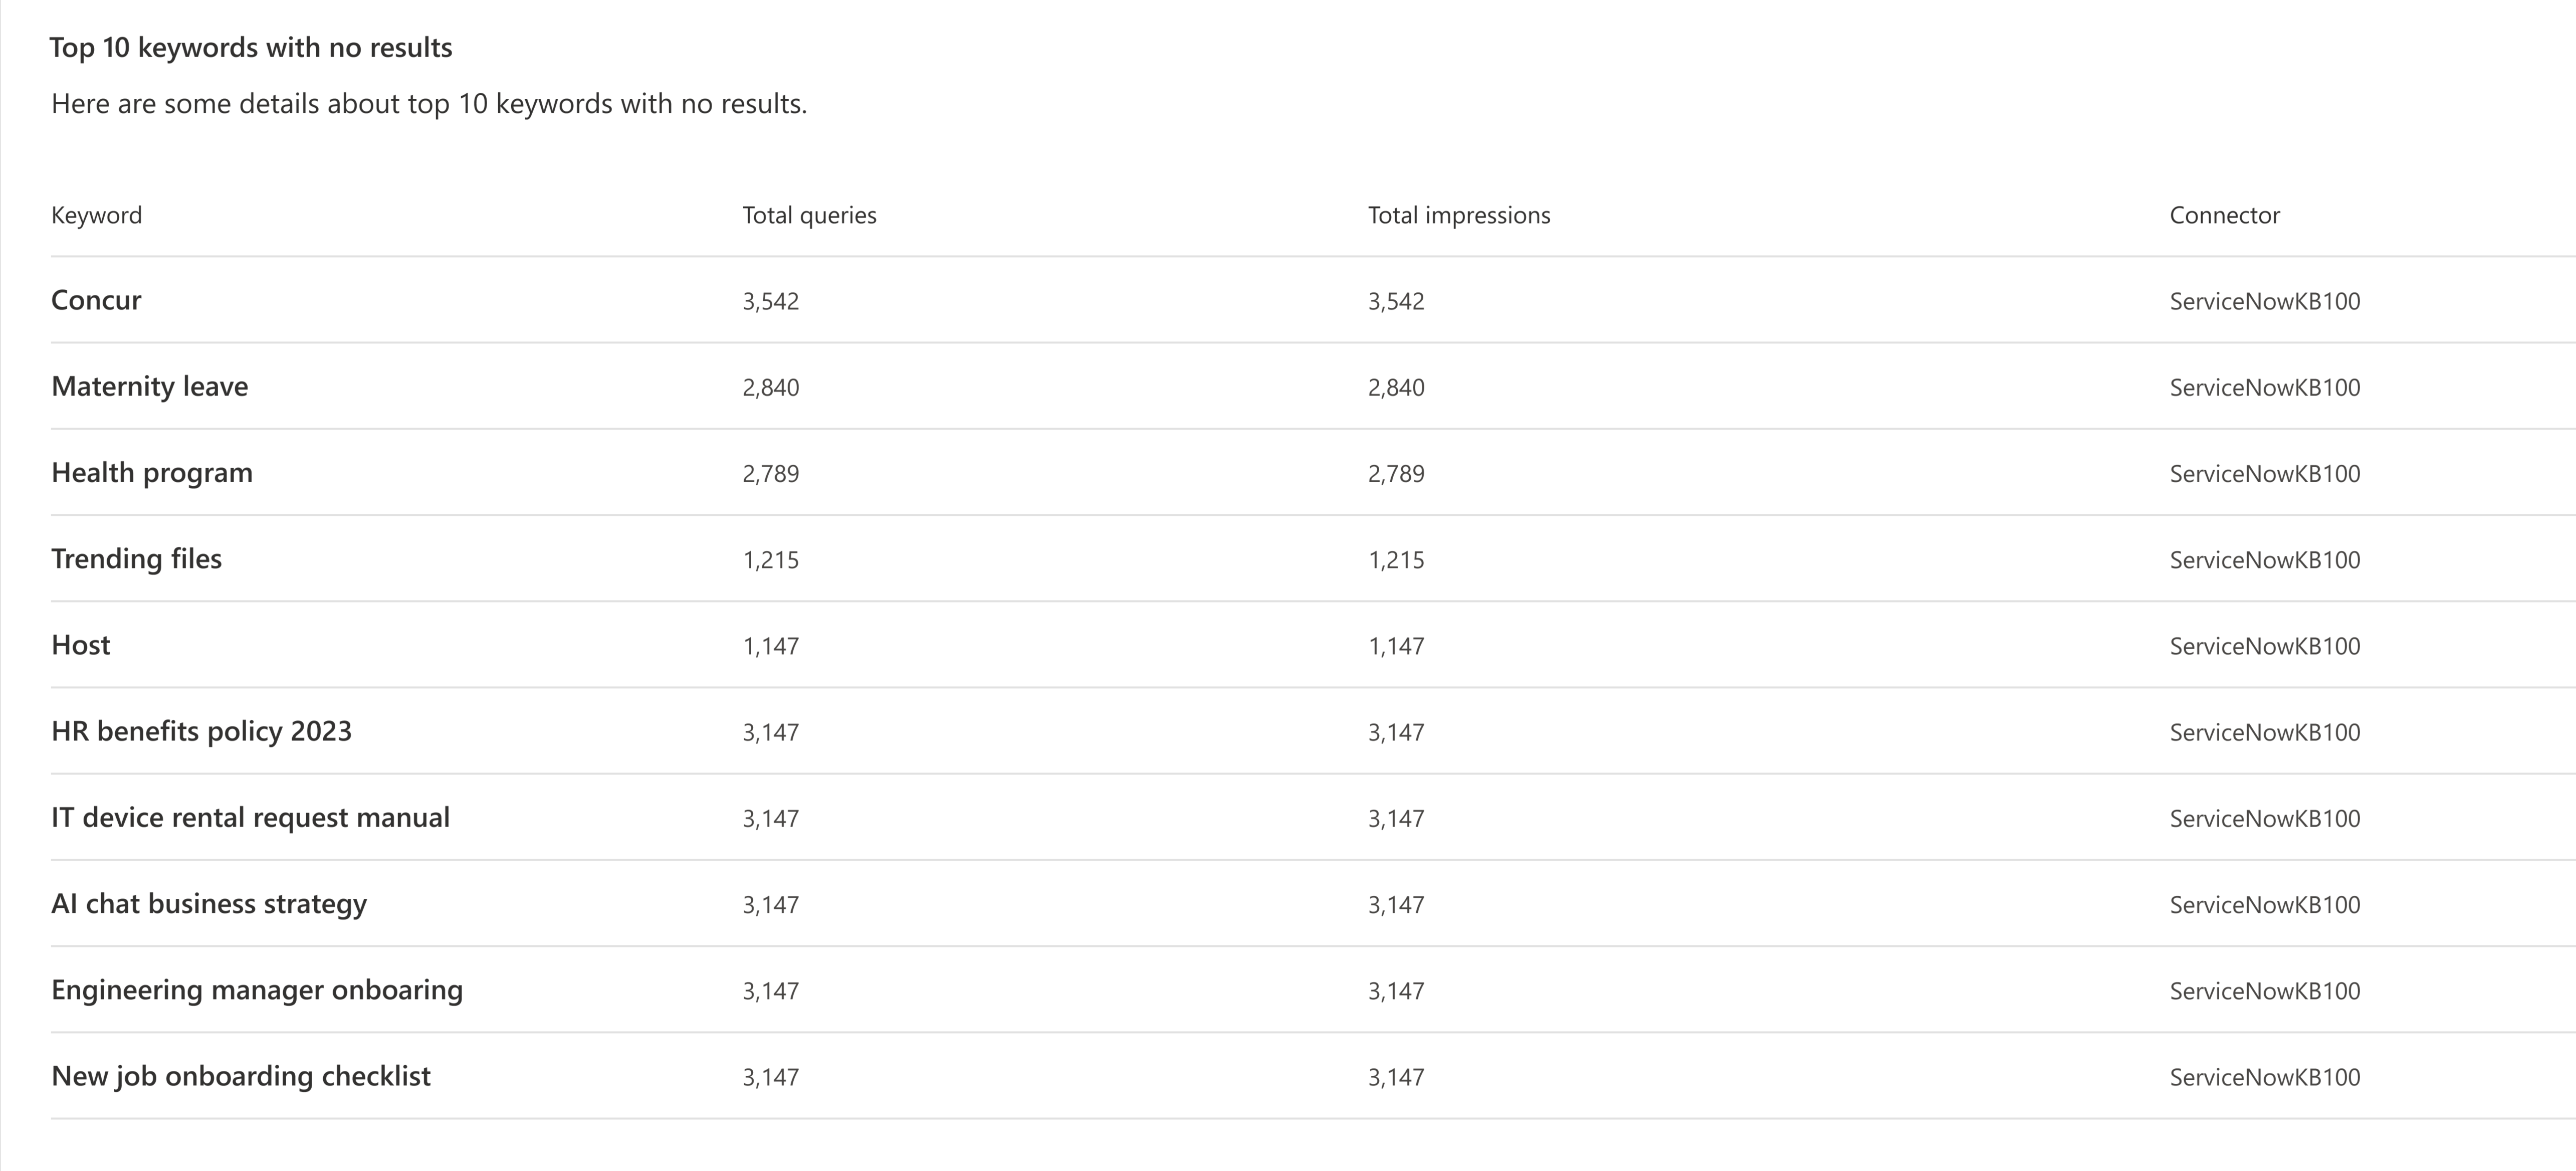 Top 10 keywords with no results
Here are some details about top 10 keywords with no results.
Keyword Total queries Total impressions Connector
Concur 3,542 3,542 ServiceNowKB100
Maternity leave 2,840 2,840 ServiceNowKB100
Health program 2,789 2,789 ServiceNowKB100
Trending files 1,215 1,215 ServiceNowKB100
Host 1,147 1,147 ServiceNowKB100
HR benefits policy 2023 3,147 3,147 ServiceNowKB100
IT device rental request manual 3,147 3,147 ServiceNowKB100
AI chat business strategy 3,147 3,147 ServiceNowKB100
Engineering manager onboaring 3,147 3,147 ServiceNowKB100
New job onboarding checklist 3,147 3,147 ServiceNowKB100